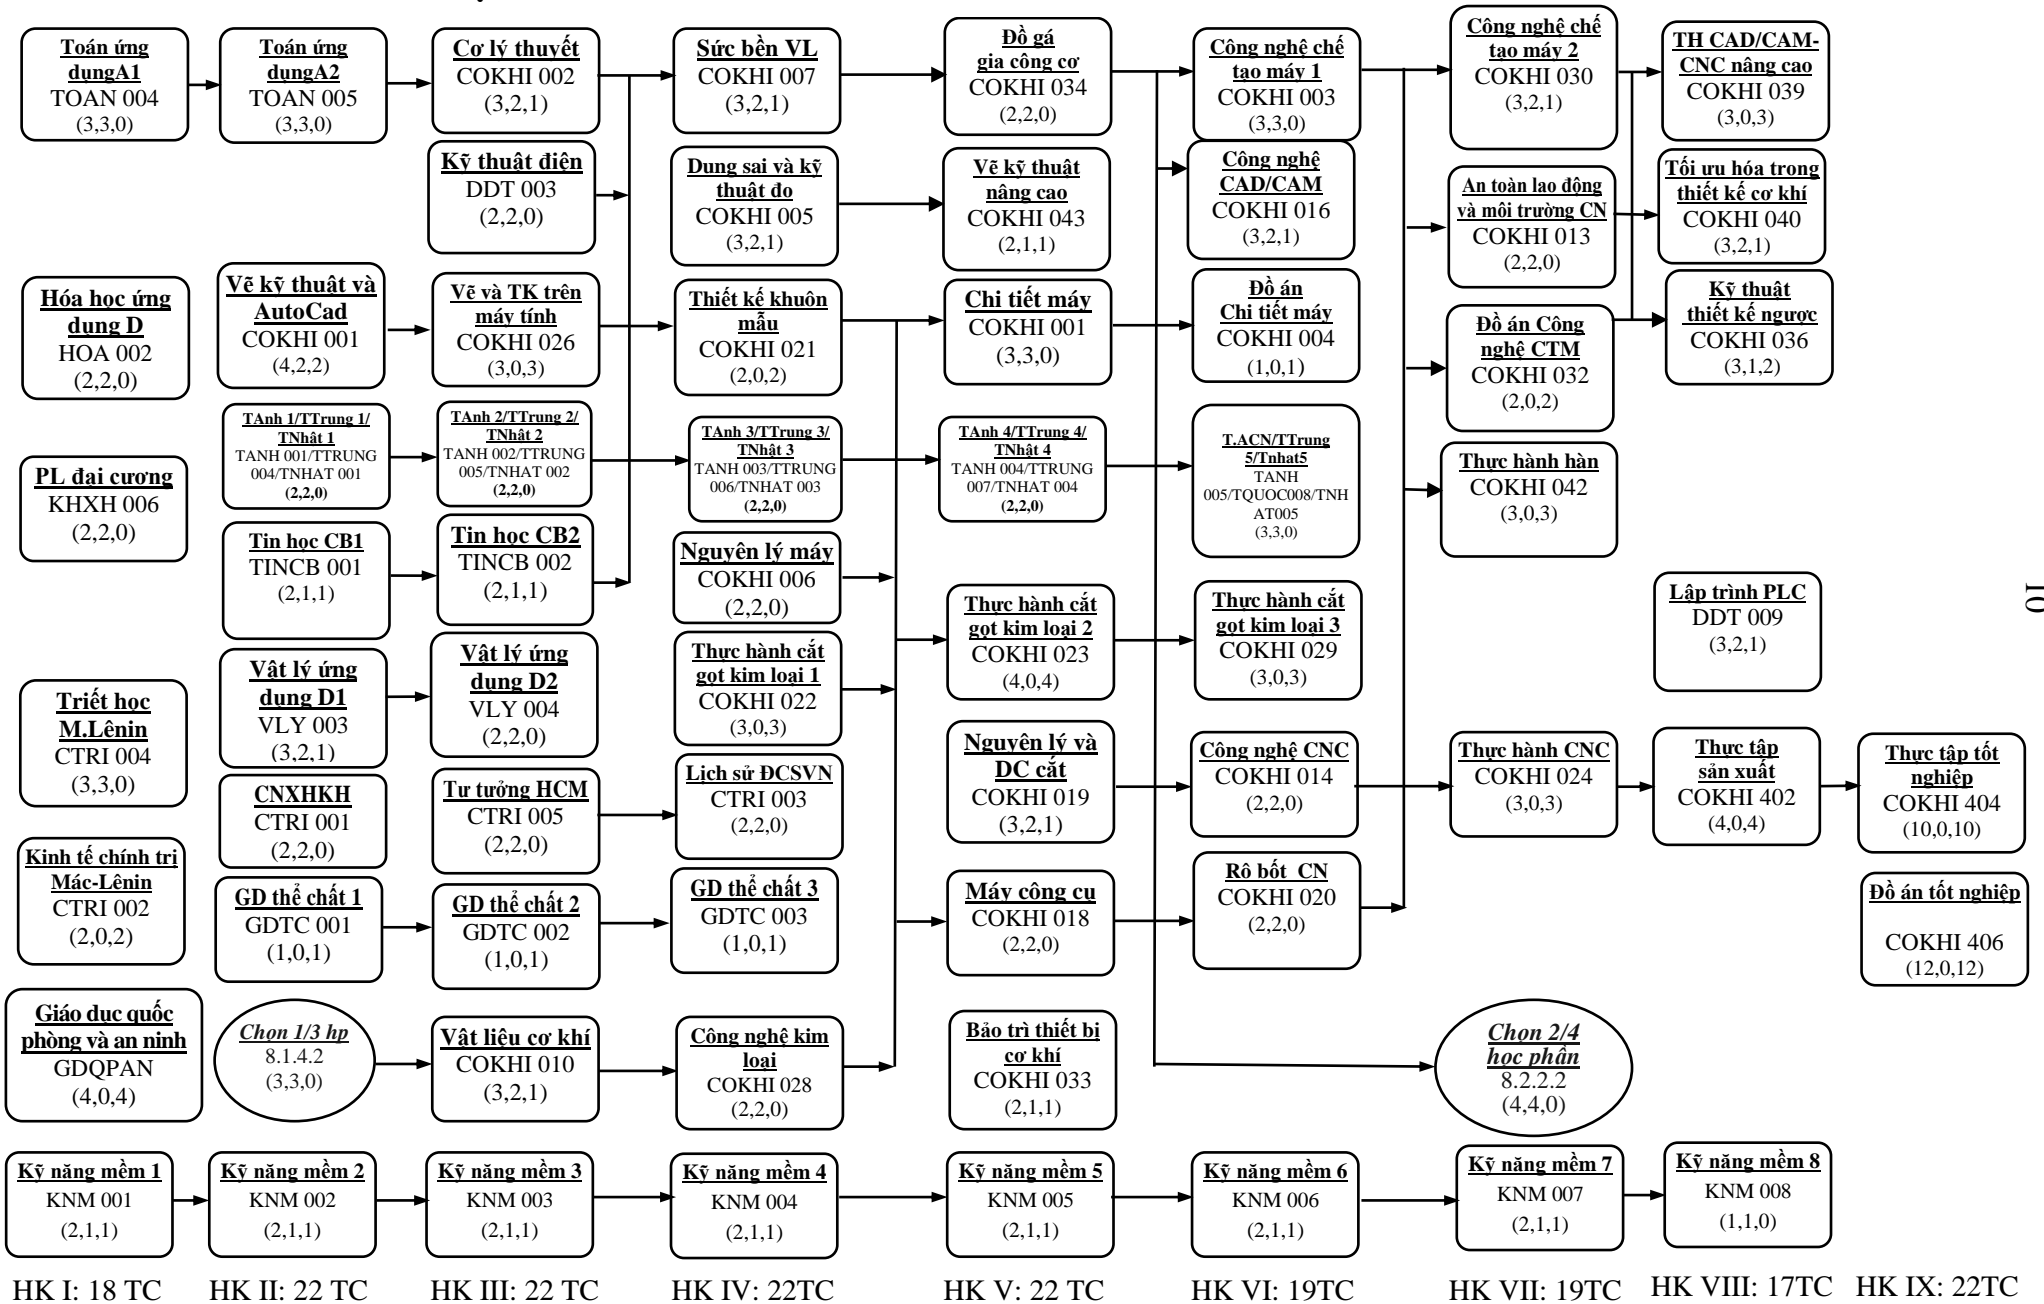 Toán ứng
dụngA1
TOAN 004
(3,3,0)
Toán ứng
dụngA2
TOAN 005
(3,3,0)
Cơ lý thuyết
COKHI 002
(3,2,1)
Sức bền VL
COKHI 007
(3,2,1)
Đồ gá
gia công cơ
COKHI 034
(2,2,0)
Công nghệ chế
tạo máy 1
COKHI 003
(3,3,0)
Công nghệ chế
tạo máy 2
COKHI 030
(3,2,1)
TH CAD/CAM-
CNC nâng cao
COKHI 039
(3,0,3)
Kỹ thuật điện
DDT 003
(2,2,0)
Dung sai và kỹ
thuật đo
COKHI 005
(3,2,1)
Vẽ kỹ thuật
nâng cao
COKHI 043
(2,1,1)
Công nghệ
CAD/CAM
COKHI 016
(3,2,1)
An toàn lao động
và môi trường CN
COKHI 013
(2,2,0)
Tối ưu hóa trong
thiết kế cơ khí
COKHI 040
(3,2,1)
Hóa học ứng
dụng D
HOA 002
(2,2,0)
Vẽ kỹ thuật và
AutoCad
COKHI 001
(4,2,2)
Vẽ và TK trên
máy tính
COKHI 026
(3,0,3)
Thiết kế khuôn
mẫu
COKHI 021
(2,0,2)
Chi tiết máy
COKHI 001
(3,3,0)
Đồ án
Chi tiết máy
COKHI 004
(1,0,1)
Đồ án Công
nghệ CTM
COKHI 032
(2,0,2)
Kỹ thuật
thiết kế ngược
COKHI 036
(3,1,2)
PL đại cương
KHXH 006
(2,2,0)
TAnh 1/TTrung 1/
TNhật 1
TANH 001/TTRUNG
004/TNHAT 001
(2,2,0)
TAnh 2/TTrung 2/
TNhật 2
TANH 002/TTRUNG
005/TNHAT 002
(2,2,0)
TAnh 3/TTrung 3/
TNhật 3
TANH 003/TTRUNG
006/TNHAT 003
(2,2,0)
TAnh 4/TTrung 4/
TNhật 4
TANH 004/TTRUNG
007/TNHAT 004
(2,2,0)
T.ACN/TTrung
5/Tnhat5
TANH
005/TQUOC008/TNH
AT005
(3,3,0)
Thực hành hàn
COKHI 042
(3,0,3)
Tin học CB1
TINCB 001
(2,1,1)
Tin học CB2
TINCB 002
(2,1,1)
Nguyên lý máy
COKHI 006
(2,2,0)
Thực hành cắt
gọt kim loại 2
COKHI 023
(4,0,4)
Thực hành cắt
gọt kim loại 3
COKHI 029
(3,0,3)
Lập trình PLC
DDT 009
(3,2,1)
10
Triết học
M.Lênin
CTRI 004
(3,3,0)
Vật lý ứng
dụng D1
VLY 003
(3,2,1)
Vật lý ứng
dụng D2
VLY 004
(2,2,0)
Thực hành cắt
gọt kim loại 1
COKHI 022
(3,0,3)
Nguyên lý và
DC cắt
COKHI 019
(3,2,1)
Công nghệ CNC
COKHI 014
(2,2,0)
Thực hành CNC
COKHI 024
(3,0,3)
Thực tập
sản xuất
COKHI 402
(4,0,4)
Thực tập tốt
nghiệp
COKHI 404
(10,0,10)
CNXHKH
CTRI 001
(2,2,0)
Tư tưởng HCM
CTRI 005
(2,2,0)
Lịch sử ĐCSVN
CTRI 003
(2,2,0)
Kinh tế chính trị
Mác-Lênin
CTRI 002
(2,0,2)
GD thể chất 1
GDTC 001
(1,0,1)
GD thể chất 2
GDTC 002
(1,0,1)
GD thể chất 3
GDTC 003
(1,0,1)
Máy công cụ
COKHI 018
(2,2,0)
Rô bốt CN
COKHI 020
(2,2,0)
Đồ án tốt nghiệp
COKHI 406
(12,0,12)
Giáo dục quốc
phòng và an ninh
GDQPAN
(4,0,4)
Chọn 1/3 hp
8.1.4.2
(3,3,0)
Vật liệu cơ khí
COKHI 010
(3,2,1)
Công nghệ kim
loại
COKHI 028
(2,2,0)
Bảo trì thiết bị
cơ khí
COKHI 033
(2,1,1)
Chọn 2/4
học phần
8.2.2.2
(4,4,0)
Kỹ năng mềm 1
KNM 001
(2,1,1)
Kỹ năng mềm 2
KNM 002
(2,1,1)
Kỹ năng mềm 3
KNM 003
(2,1,1)
Kỹ năng mềm 4
KNM 004
(2,1,1)
Kỹ năng mềm 5
KNM 005
(2,1,1)
Kỹ năng mềm 6
KNM 006
(2,1,1)
Kỹ năng mềm 7
KNM 007
(2,1,1)
Kỹ năng mềm 8
KNM 008
(1,1,0)
HK I: 18 TC
HK II: 22 TC
HK III: 22 TC
HK IV: 22TC
HK V: 22 TC
HK VI: 19TC
HK VII: 19TC
HK VIII: 17TC
HK IX: 22TC